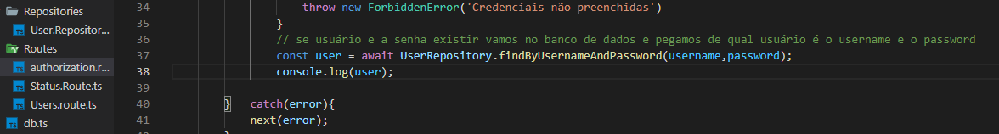 Repositories
User.Repositor...
Routes
authorization.r...
Status.Route.ts
Users.route.ts
db.ts
34 throw new ForbiddenError('Credenciais não preenchidas')
35 }
36 // se usuário e a senha existir vamos no banco de dados e pegamos de qual usuário é o username e o password
37 const user = await UserRepository.findByUsernameAndPassword(username,password);
38 console.log(user);
39
40 } catch(error){
41 next(error);